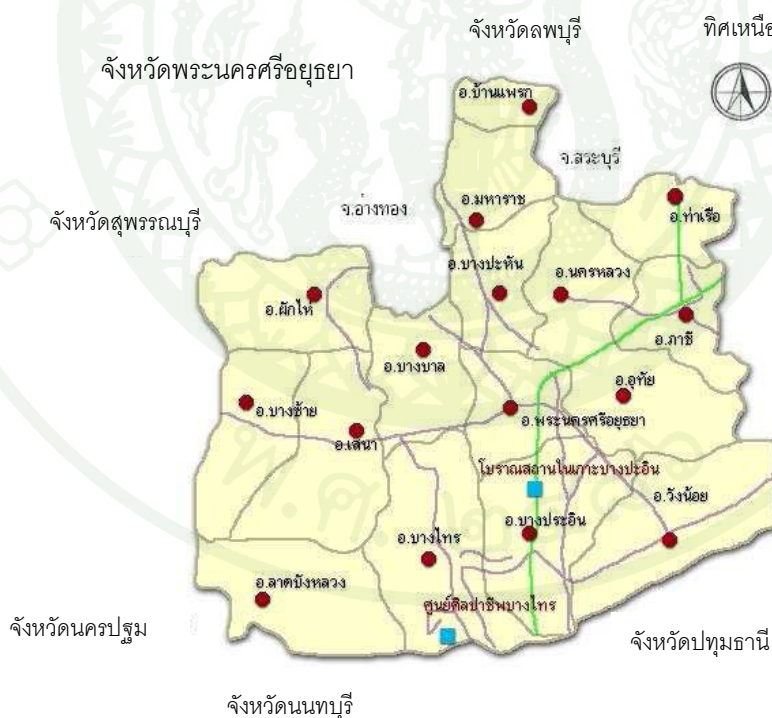 จังหวัดลพบุรี
ทิศเหนือ
จังหวัดพระนครศรีอยุธยา
อ.บ้านแพรก
จ.สระบุรี
อ.มหาราช
อ.ท่าเรือ
จ.อ่างทอง
จังหวัดสุพรรณบุรี
อ.บางปะหัน
อ.นครหลวง
อ.ผักไห่
อ.ภาชี
อ.บางบาล
อ.อุทัย
อ.บางซ้าย
อ.พระนครศรีอยุธยา
อ.เสนา
โบราณสถานในเกาะบางปะอิน
อ.วังน้อย
อ.บางประอิน
อ.บางไทร
อ.ลาดบังหลวง
ศูนย์ศิลปาชีพบางไทร
จังหวัดนครปฐม
จังหวัดปทุมธานี
จังหวัดนนทบุรี